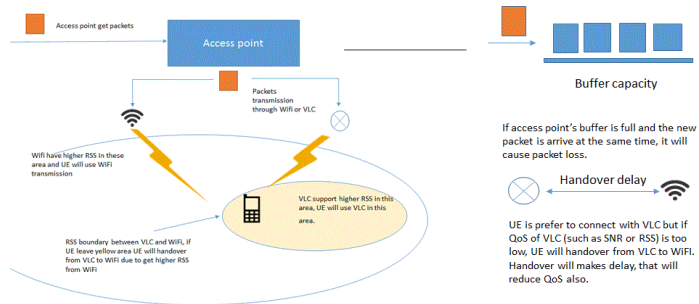 Access point get packets
Access point
Packets
transmission
through Wifi or VLC
Wifi have higher RSS in these
area and UE will use WiFi
transmission
VLC support higher RSS in this
area, UE will use VLC in this
area.
RSS boundary between VLC and WiFi, if
UE leave yellow area UE will handover
from VLC to WiFi due to get higher RSS
from WiFi
Buffer capacity
If access point's buffer is full and the new
packet is arrive at the same time, it will
cause packet loss.
Handover delay
UE is prefer to connect with VLC but if
QoS of VLC (such as SNR or RSS) is too
low, UE will handover from VLC to WiFI.
Handover will makes delay, that will
reduce QoS also.